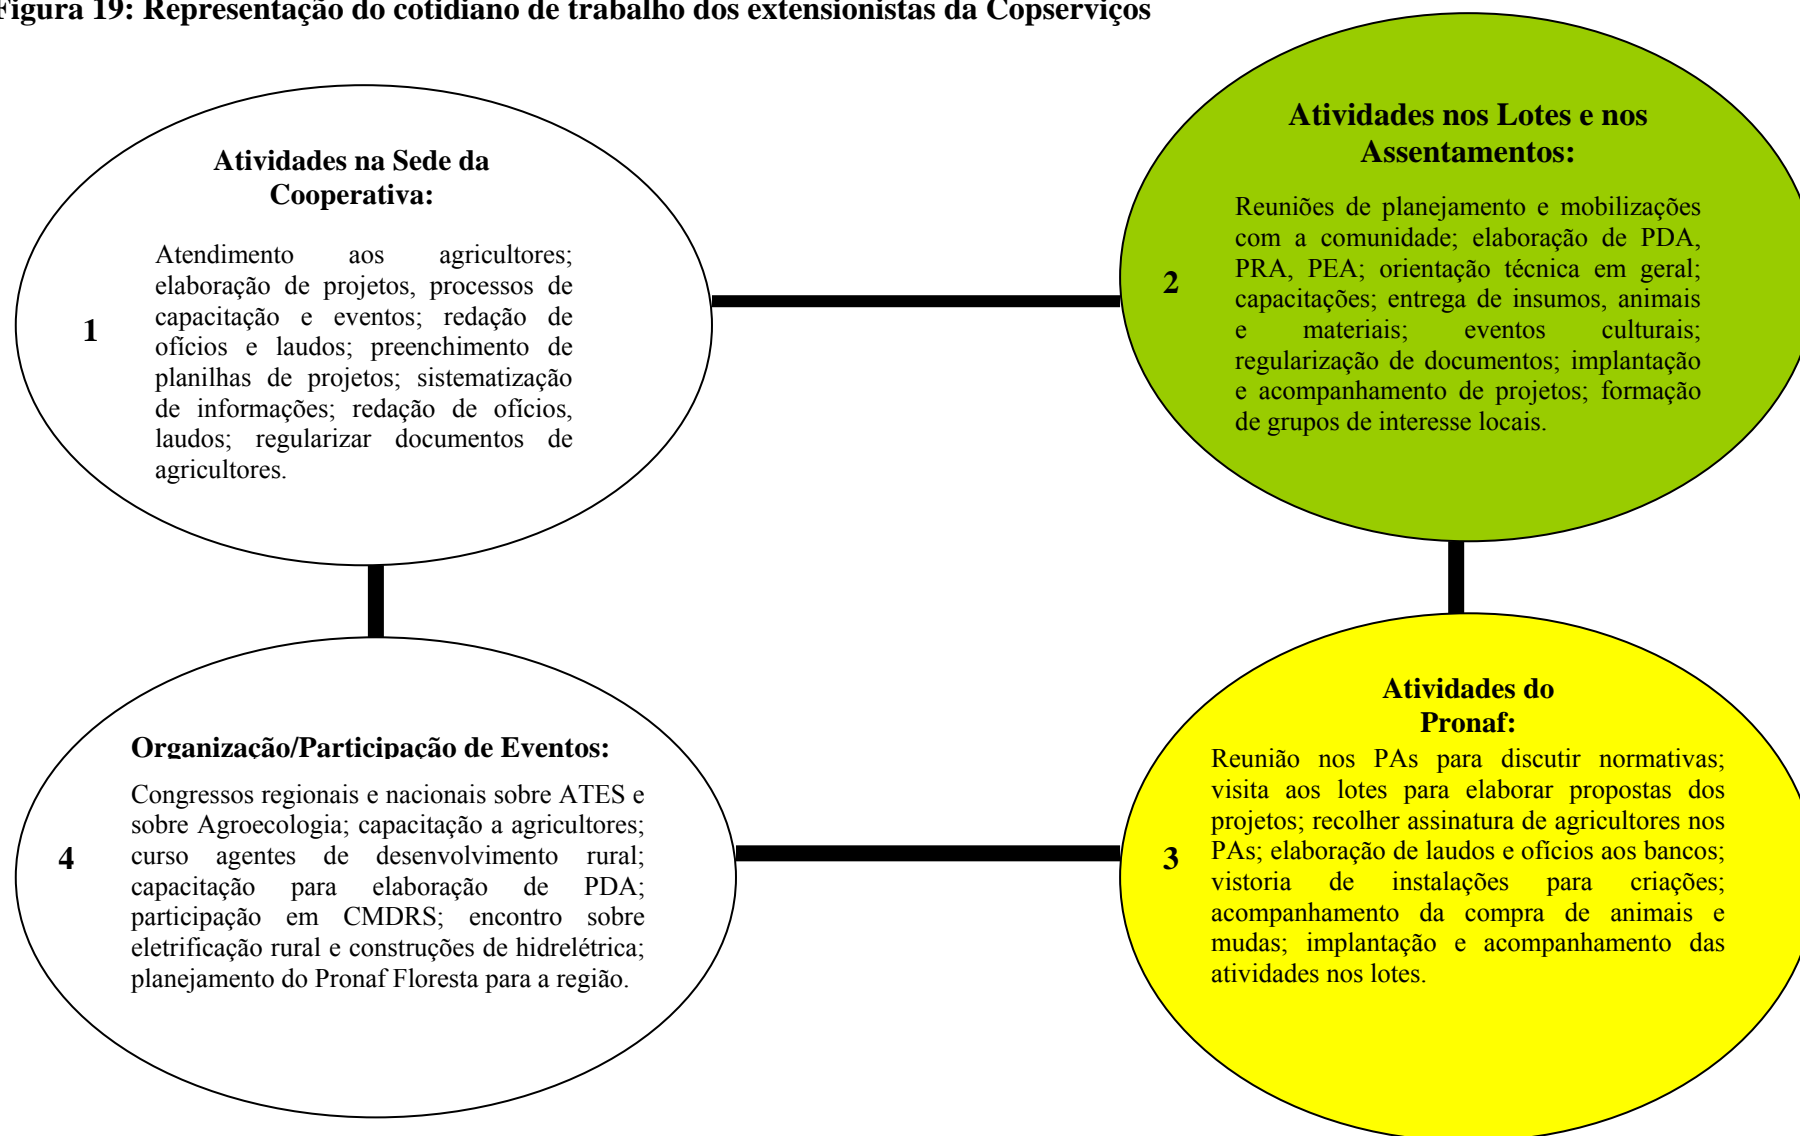 Figura 19: Representação do cotidiano de trabalho dos extensionistas da Copserviços
Atividades na Sede da
Cooperativa:
Atendimento aos agricultores;
elaboração de projetos, processos de
capacitação e eventos; redação de
ofícios e laudos; preenchimento de
planilhas de projetos; sistematização
de informações; redação de ofícios,
laudos; regularizar documentos de
agricultores.
1
Atividades nos Lotes e nos
Assentamentos:
Reuniões de planejamento e mobilizações
com a comunidade; elaboração de PDA,
PRA, PEA; orientação técnica em geral;
capacitações; entrega de insumos, animais
e materiais; eventos culturais;
regularização de documentos; implantação
e acompanhamento de projetos; formação
de grupos de interesse locais.
2
Atividades do
Pronaf:
Reunião nos PAs para discutir normativas;
visita aos lotes para elaborar propostas dos
projetos; recolher assinatura de agricultores nos
PAs; elaboração de laudos e ofícios aos bancos;
vistoria de instalações para criações;
acompanhamento da compra de animais e
mudas; implantação e acompanhamento das
atividades nos lotes.
3
Organização/Participação de Eventos:
Congressos regionais e nacionais sobre ATES e
sobre Agroecologia; capacitação a agricultores;
curso agentes de desenvolvimento rural;
capacitação para elaboração de PDA;
participação em CMDRS; encontro sobre
eletrificação rural e construções de hidrelétrica;
planejamento do Pronaf Floresta para a região.
4